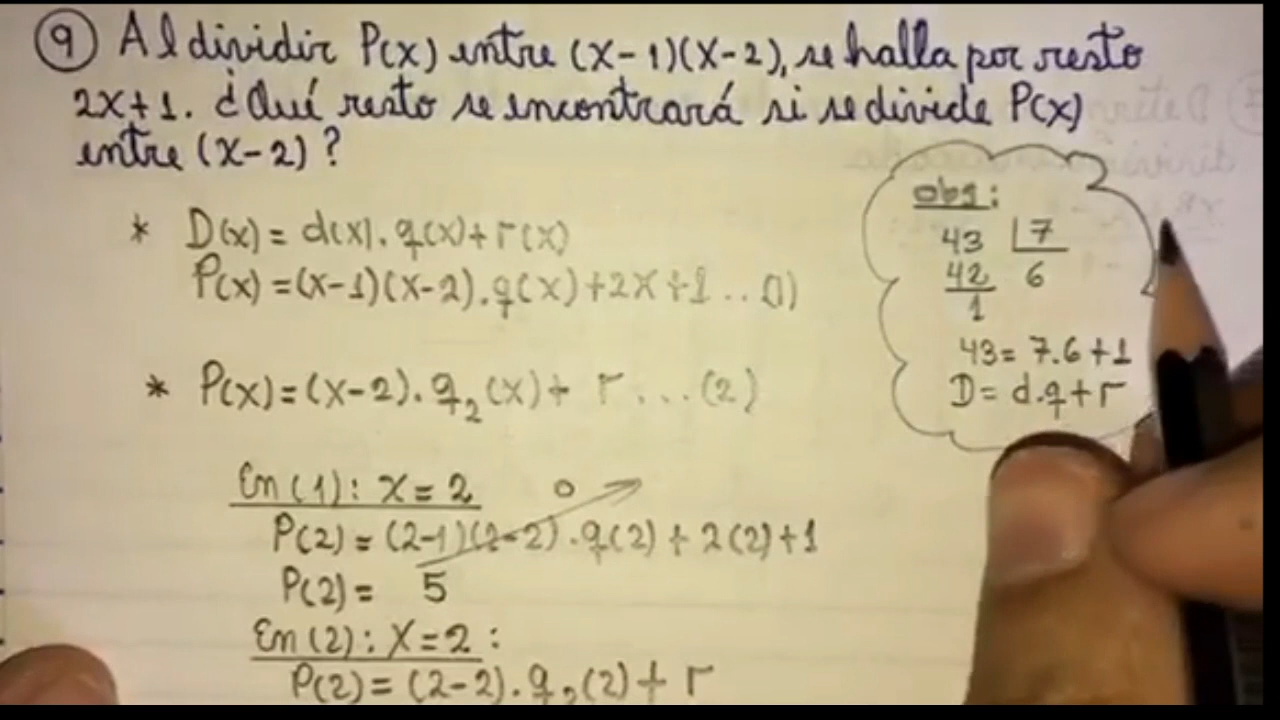 9 Al dividir P(x) entre (x-1)(x-2), se halla por resto
2x+1. ¿Qué resto se encontrará si se divide P(x)
entre (x-2)?
obs:
43 7
42 6
1
43=7.6+1
D=d.q+r
* D(x)=d(x).q(x)+r(x)
P(x)=(x-1)(x-2).q(x)+2x+1...(1)
* P(x)=(x-2).q₂(x)+r...(2)
En (1): x=2
0
P(2)=(2-1)(2-2).q(2)+2(2)+1
P(2)= 5
En (2): x=2:
P(2)=(2-2).q₂(2)+r